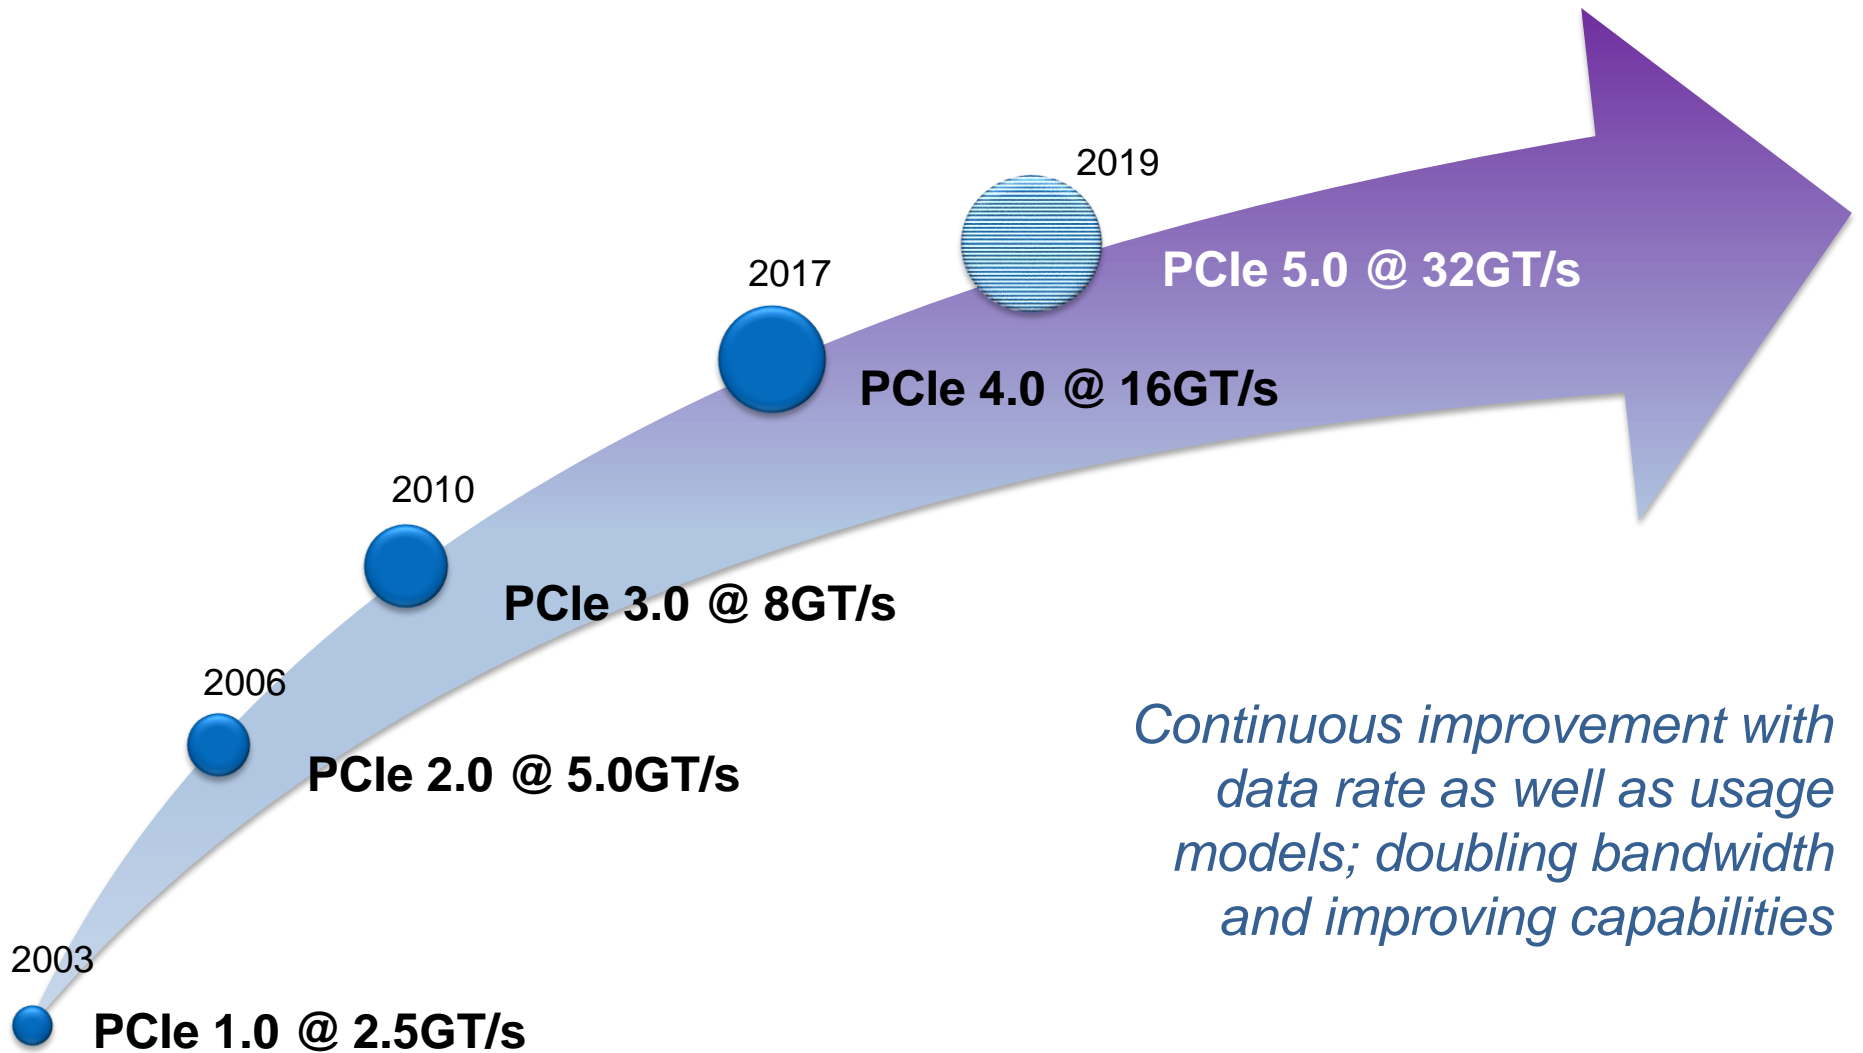 2019
PCIe 5.0 @ 32GT/s
2017
PCIe 4.0 @ 16GT/s
2010
PCIe 3.0 @ 8GT/s
2006
PCIe 2.0 @ 5.0GT/s
Continuous improvement with
data rate as well as usage
models; doubling bandwidth
and improving capabilities
2003
PCIe 1.0 @ 2.5GT/s